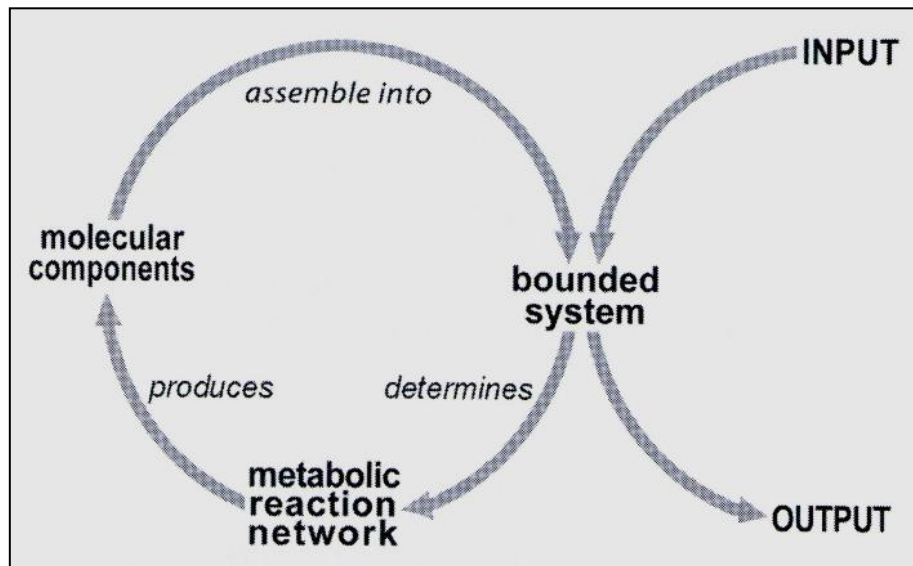 INPUT
assemble into
molecular
components
bounded
system
produces
determines
metabolic
reaction
network
OUTPUT